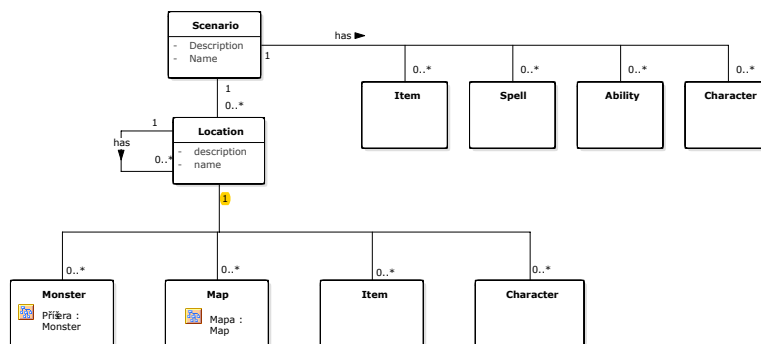 Scenario
- Description
- Name
has
1
0..*
0..*
0..*
0..*
Item
Spell
Ability
Character
1
0..*
1
has
0..*
Location
- description
- name
1
0..*
0..*
0..*
0..*
Monster
Příšera :
Monster
Map
Mapa :
Map
Item
Character